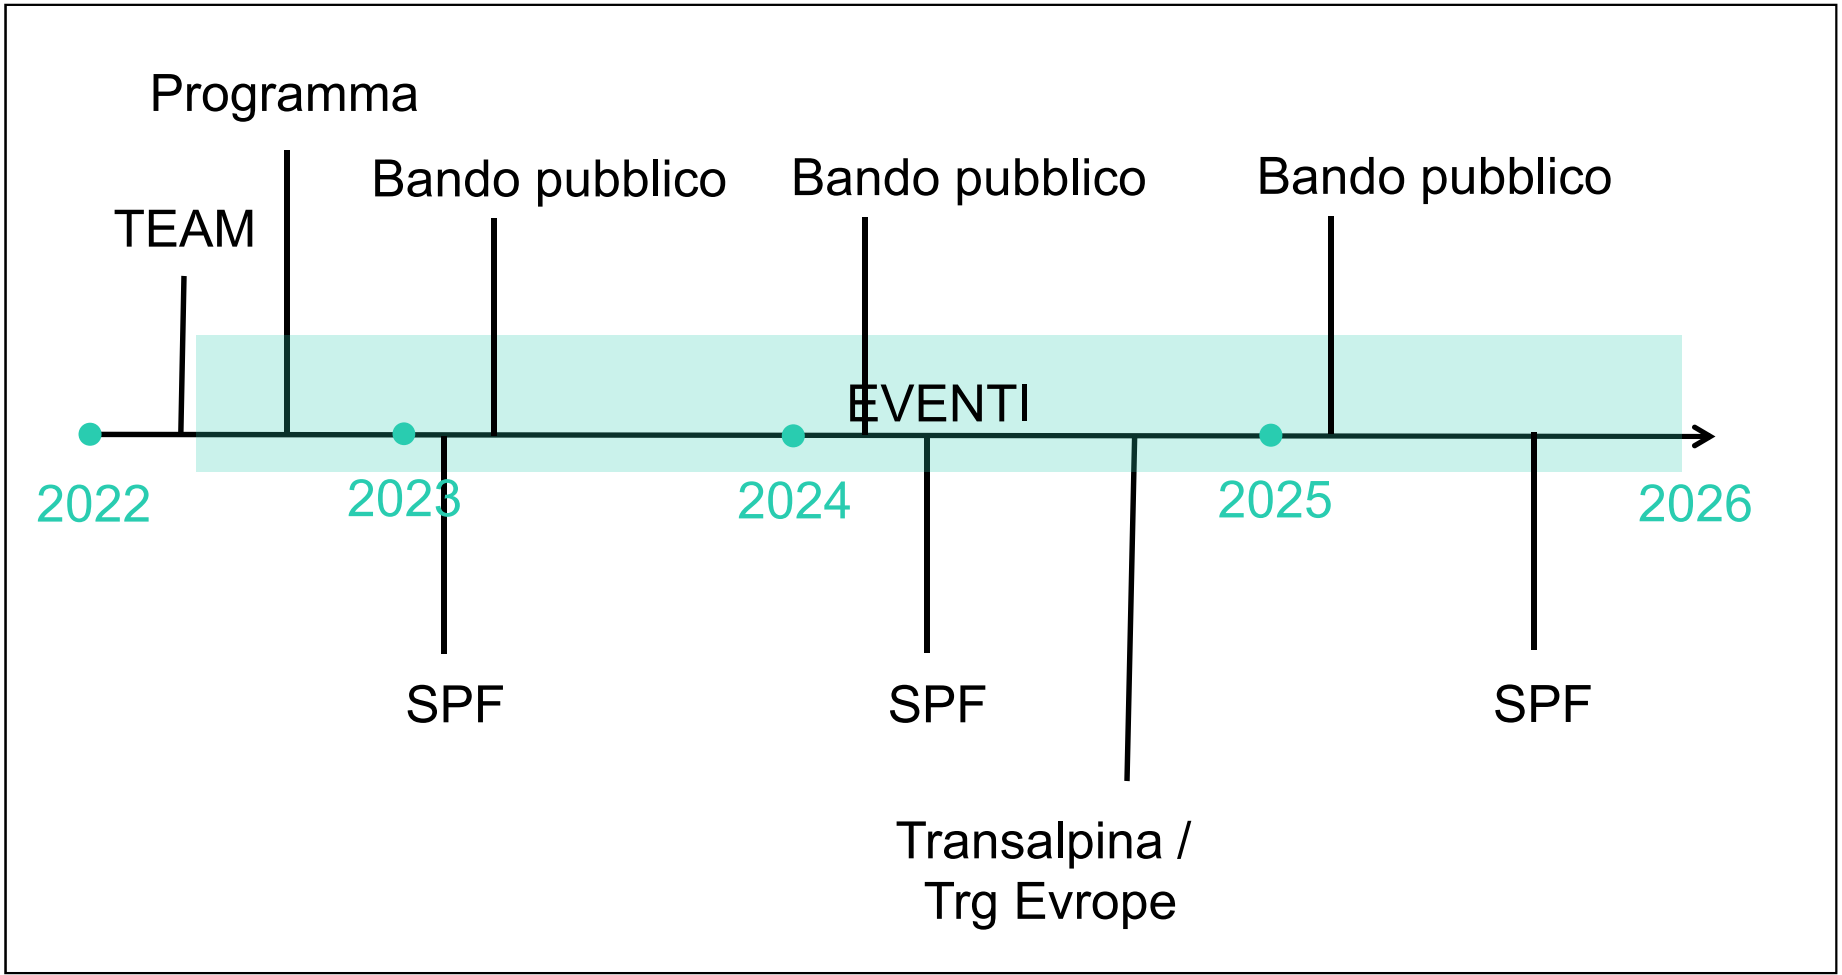 Programma
Bando pubblico
Bando pubblico
Bando pubblico
TEAM
EVENTI
2022
2023
2024
2025
2026
SPF
SPF
SPF
Transalpina /
Trg Evrope